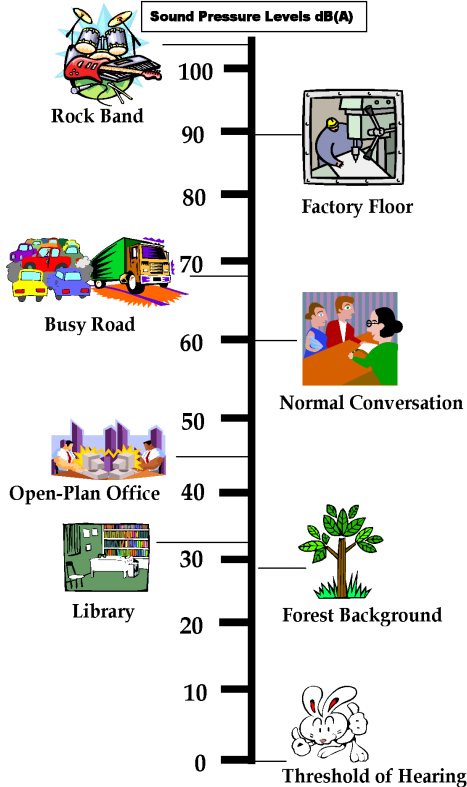 Sound Pressure Levels dB(A)
100
Rock Band
90
80
Factory Floor
70
Busy Road
60
Normal Conversation
50
Open-Plan Office
40
30
Library
Forest Background
20
10
0
Threshold of Hearing